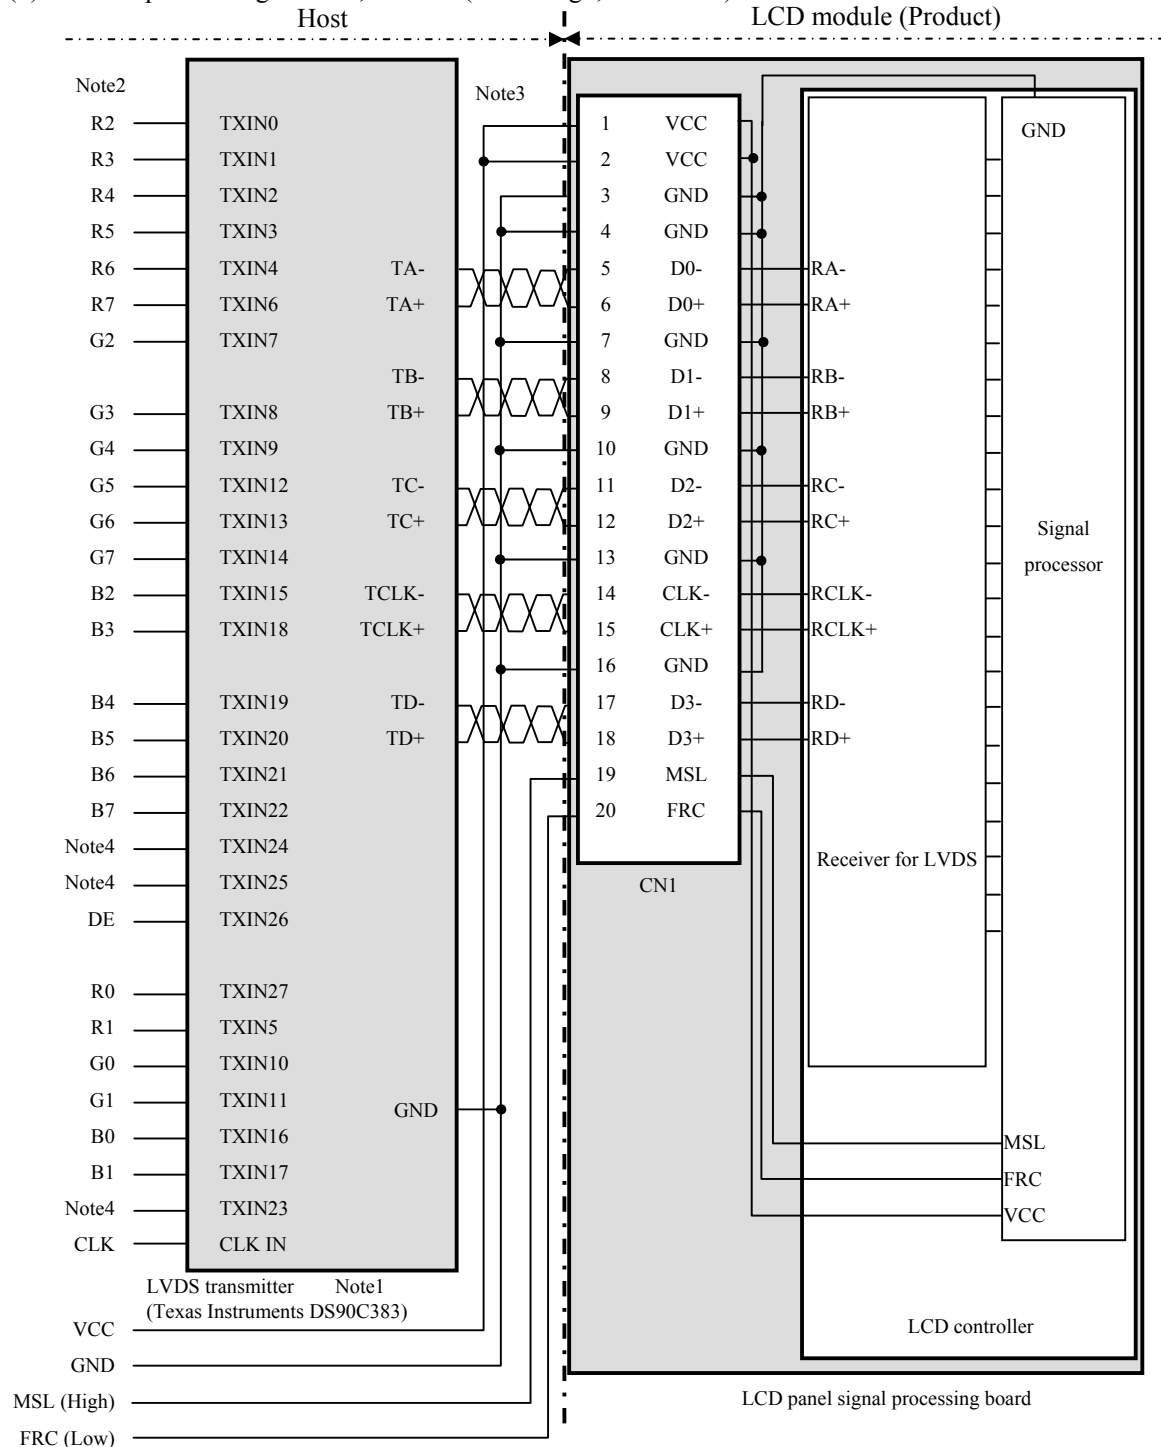 Host
LCD module (Product)
Note2
Note3
R2 TXIN0 1 VCC GND
R3 TXIN1 2 VCC
R4 TXIN2 3 GND
R5 TXIN3 4 GND
R6 TXIN4 TA- 5 D0- RA-
R7 TXIN6 TA+ 6 D0+ RA+
G2 TXIN7 7 GND
TB- 8 D1- RB-
G3 TXIN8 TB+ 9 D1+ RB+
G4 TXIN9 10 GND
G5 TXIN12 TC- 11 D2- RC-
G6 TXIN13 TC+ 12 D2+ RC+
Signal
G7 TXIN14 13 GND
processor
B2 TXIN15 TCLK- 14 CLK- RCLK-
B3 TXIN18 TCLK+ 15 CLK+ RCLK+
16 GND
B4 TXIN19 TD- 17 D3- RD-
B5 TXIN20 TD+ 18 D3+ RD+
B6 TXIN21 19 MSL
B7 TXIN22 20 FRC
Note4 TXIN24
Receiver for LVDS
Note4 TXIN25
CN1
DE TXIN26
R0 TXIN27
R1 TXIN5
G0 TXIN10
G1 TXIN11 GND
B0 TXIN16
MSL
B1 TXIN17
FRC
Note4 TXIN23
VCC
CLK CLK IN
LVDS transmitter Note1
(Texas Instruments DS90C383)
VCC
LCD controller
GND
MSL (High)
LCD panel signal processing board
FRC (Low)